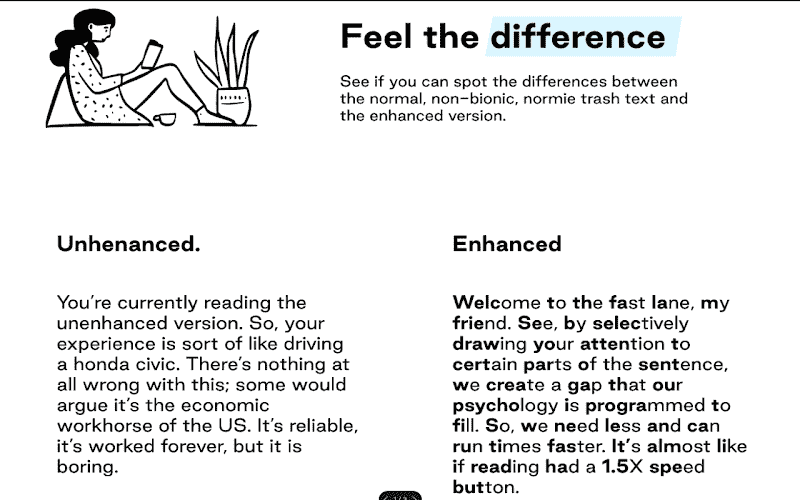 Feel the difference
See if you can spot the differences between
the normal, non-bionic, normie trash text and
the enhanced version.
Unhenanced.
You're currently reading the
unenhanced version. So, your
experience is sort of like driving
a honda civic. There's nothing at
all wrong with this; some would
argue it's the economic
workhorse of the US. It's reliable,
it's worked forever, but it is
boring.
Enhanced
Welcome to the fast lane, my
friend. See, by selectively
drawing your attention to
certain parts of the sentence,
we create a gap that our
psychology is programmed to
fill. So, we need less and can
run times faster. It's almost like
if reading had a 1.5X speed
button.